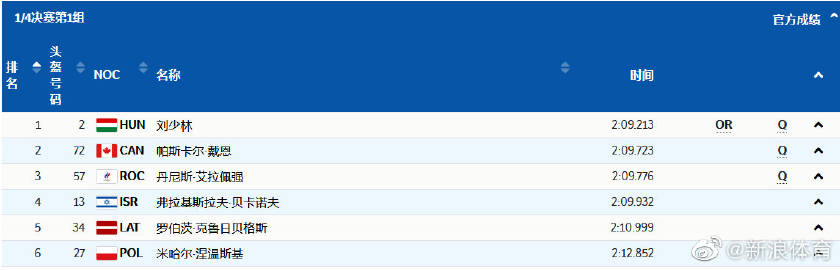 1/4决赛第1组 官方成绩
排名 头盔号码 NOC 名称 时间
1 2 HUN 刘少林 2:09.213 OR Q
2 72 CAN 帕斯卡尔·戴恩 2:09.723 Q
3 57 ROC 丹尼斯·艾拉佩强 2:09.776 Q
4 13 ISR 弗拉基斯拉夫·贝卡诺夫 2:09.932
5 34 LAT 罗伯茨·克鲁日贝格斯 2:10.999
6 27 POL 米哈尔·涅温斯基 2:12.852
@新浪体育